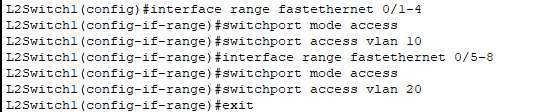 L2Switch1(config)#interface range fastethernet 0/1-4
L2Switch1(config-if-range)#switchport mode access
L2Switch1(config-if-range)#switchport access vlan 10
L2Switch1(config-if-range)#interface range fastethernet 0/5-8
L2Switch1(config-if-range)#switchport mode access
L2Switch1(config-if-range)#switchport access vlan 20
L2Switch1(config-if-range)#exit